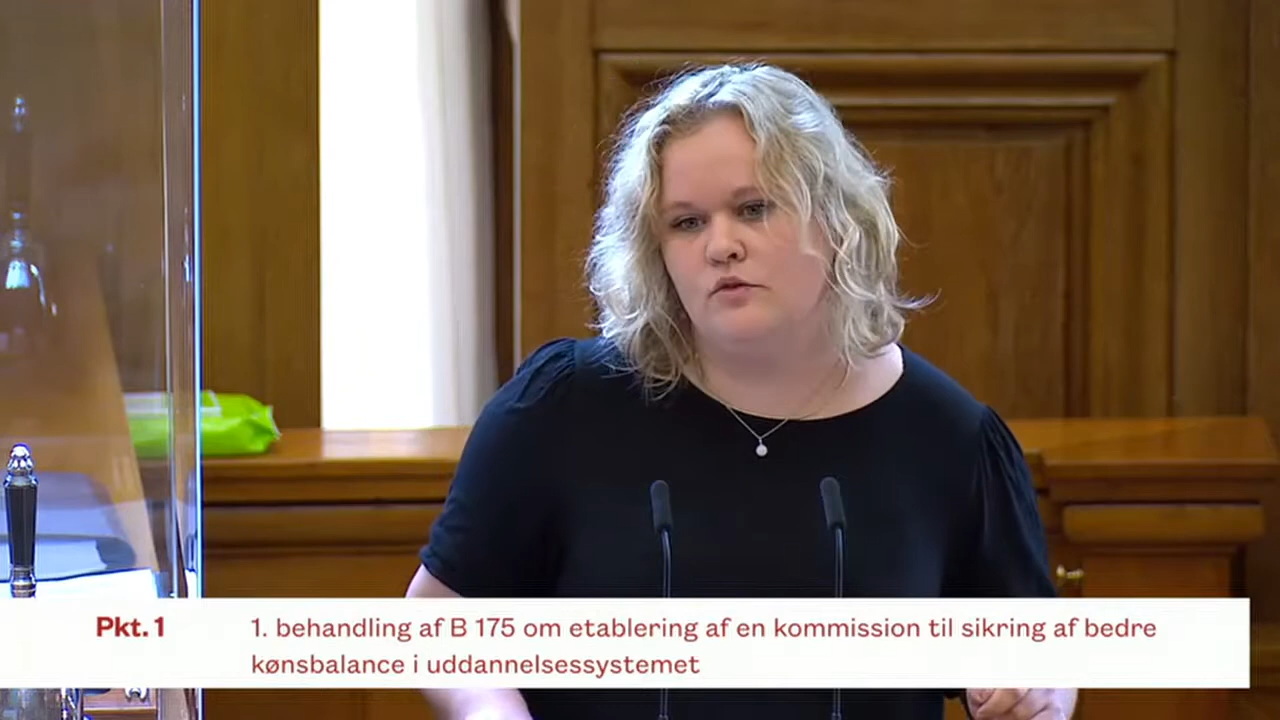 Pkt. 1
1. behandling af B 175 om etablering af en kommission til sikring af bedre
kønsbalance i uddannelsessystemet